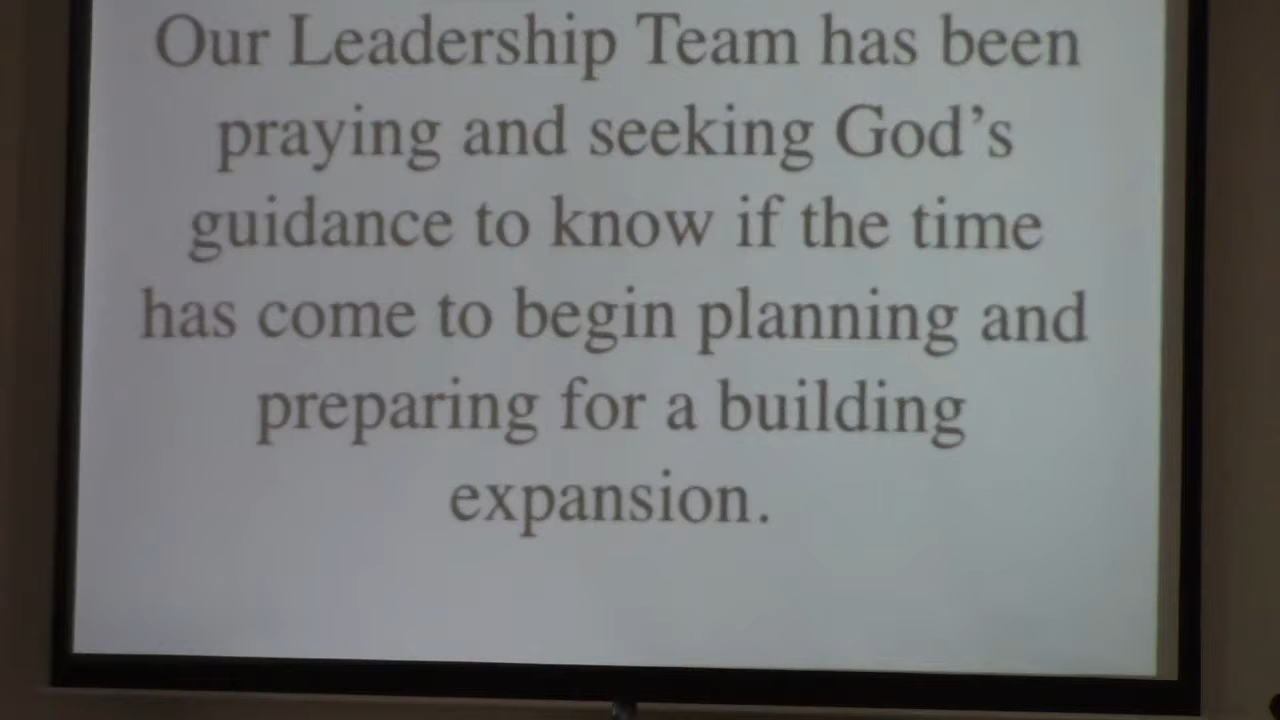 Our Leadership Team has been
praying and seeking God’s
guidance to know if the time
has come to begin planning and
preparing for a building
expansion.